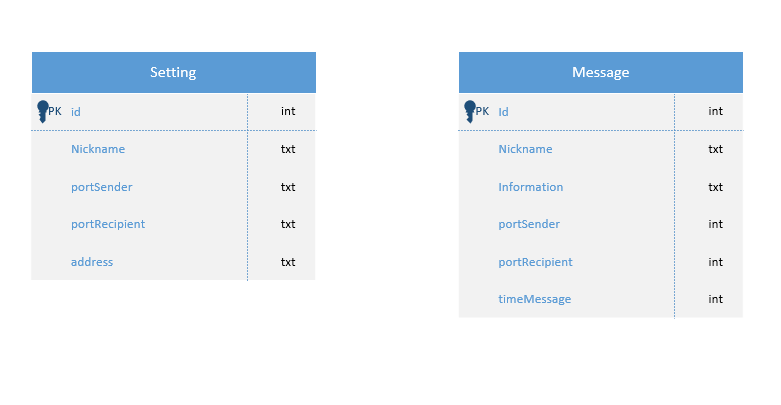 Setting
PK id int
Nickname txt
portSender txt
portRecipient txt
address txt
Message
PK Id int
Nickname txt
Information txt
portSender int
portRecipient int
timeMessage int